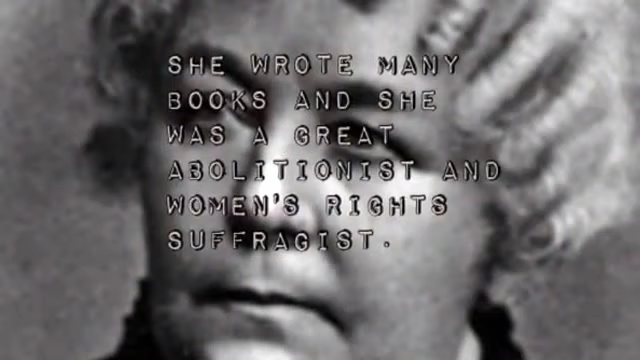 SHE WROTE MANY
BOOKS AND SHE
WAS A GREAT
ABOLITIONIST AND
WOMEN'S RIGHTS
SUFFRAGIST.